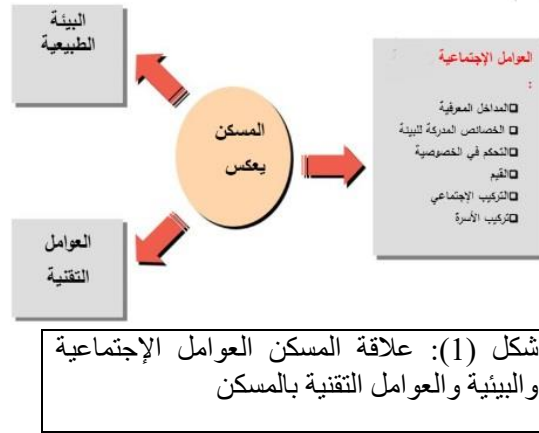 البيئة
الطبيعية
العوامل الإجتماعية
:
المداخل المعرفية
الخصائص المدركة للبيئة
التحكم في الخصوصية
القيم
التركيب الإجتماعي
تركيب الأسرة
المسكن
يعكس
العوامل
التقنية
شكل (1): علاقة المسكن العوامل الإجتماعية
والبيئية والعوامل التقنية بالمسكن